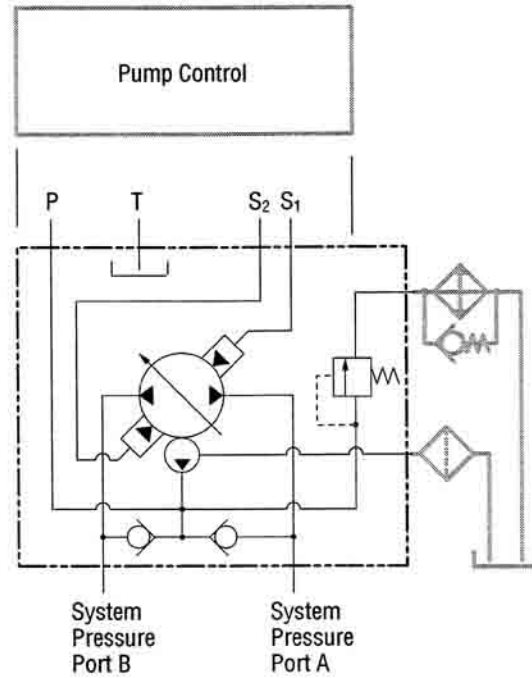 Pump Control
P T S₂ S₁
System Pressure Port B
System Pressure Port A